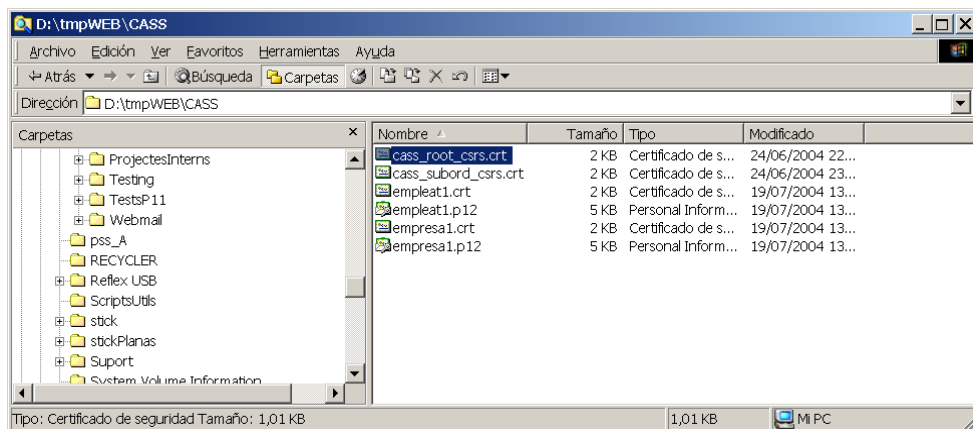 D:\tmpWEB\CASS
Archivo Edición Ver Favoritos Herramientas Ayuda
Atrás Búsqueda Carpetas
Dirección D:\tmpWEB\CASS
Carpetas x
Nombre Tamaño Tipo Modificado
ProjectesInterns
Testing
TestsP11
Webmail
pss_A
RECYCLER
Reflex USB
ScriptsUtils
stick
stickPlanas
Suport
System Volume Information
cass_root_csrs.crt 2 KB Certificado de s... 24/06/2004 22...
cass_subord_csrs.crt 2 KB Certificado de s... 24/06/2004 23...
empleat1.crt 2 KB Certificado de s... 19/07/2004 13...
empleat1.p12 5 KB Personal Inform... 19/07/2004 13...
empresa1.crt 2 KB Certificado de s... 19/07/2004 13...
empresa1.p12 5 KB Personal Inform... 19/07/2004 13...
Tipo: Certificado de seguridad Tamaño: 1,01 KB 1,01 KB Mi PC